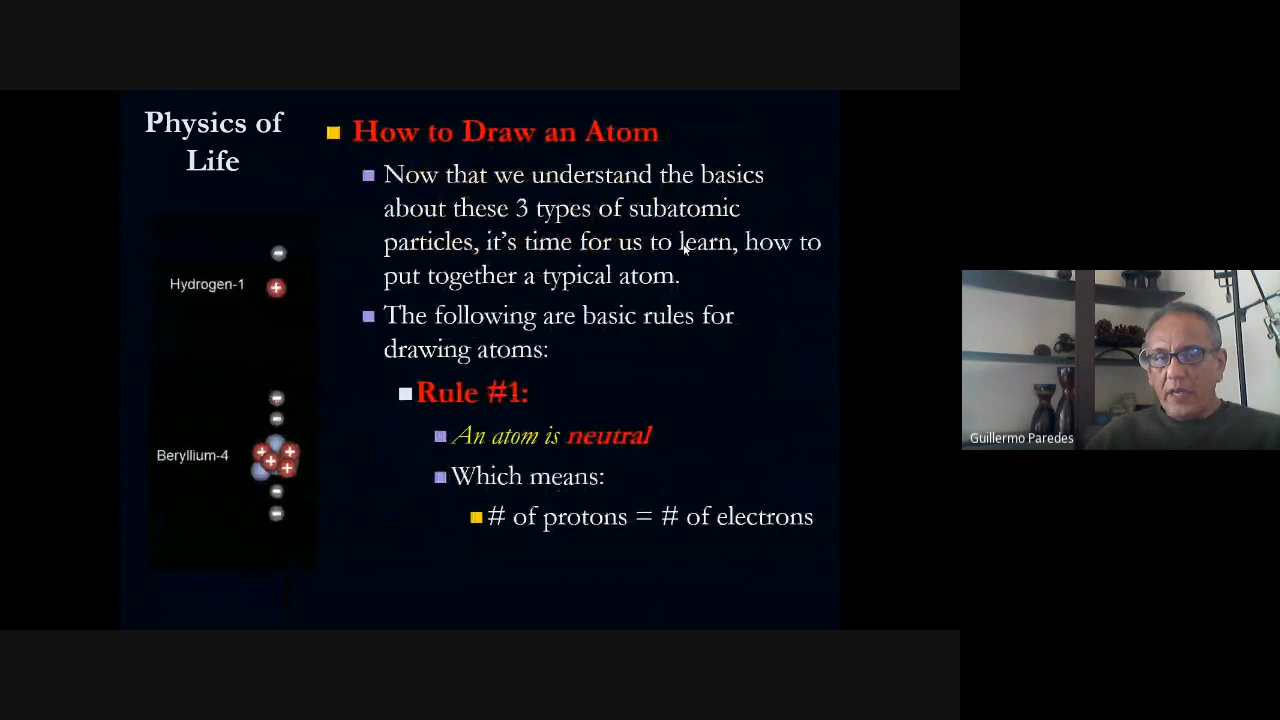 Physics of
Life
How to Draw an Atom
Now that we understand the basics
about these 3 types of subatomic
particles, it's time for us to learn, how to
put together a typical atom.
The following are basic rules for
drawing atoms:
Rule #1:
An atom is neutral
Which means:
# of protons = # of electrons
Hydrogen-1
Beryllium-4
Guillermo Paredes